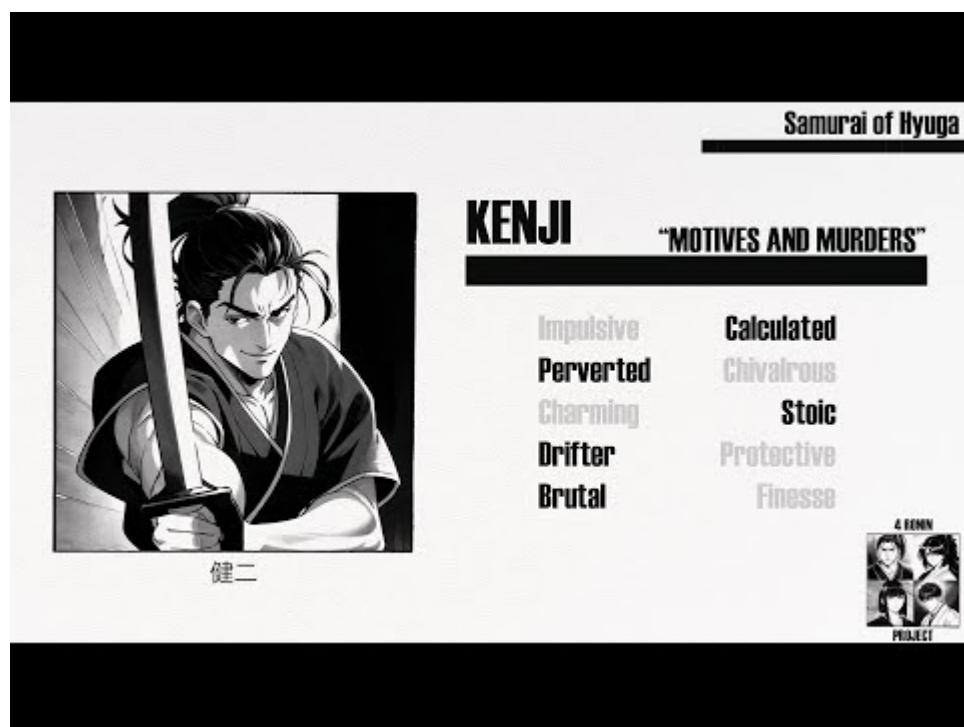 Samurai of Hyuga
KENJI
“MOTIVES AND MURDERS”
Impulsive Calculated
Perverted Chivalrous
Charming Stoic
Drifter Protective
Brutal Finesse
健二
4 RONIN
PROJECT